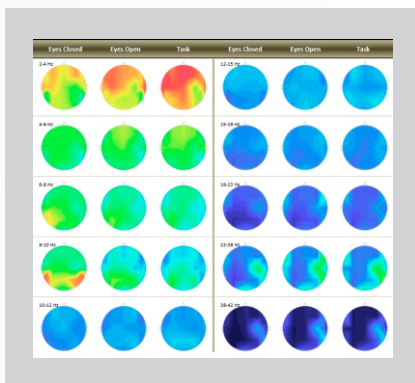 Eyes Closed Eyes Open Task Eyes Closed Eyes Open Task
2-4 Hz 12-15 Hz
4-6 Hz 15-18 Hz
6-8 Hz 19-23 Hz
8-10 Hz 23-38 Hz
10-12 Hz 38-42 Hz